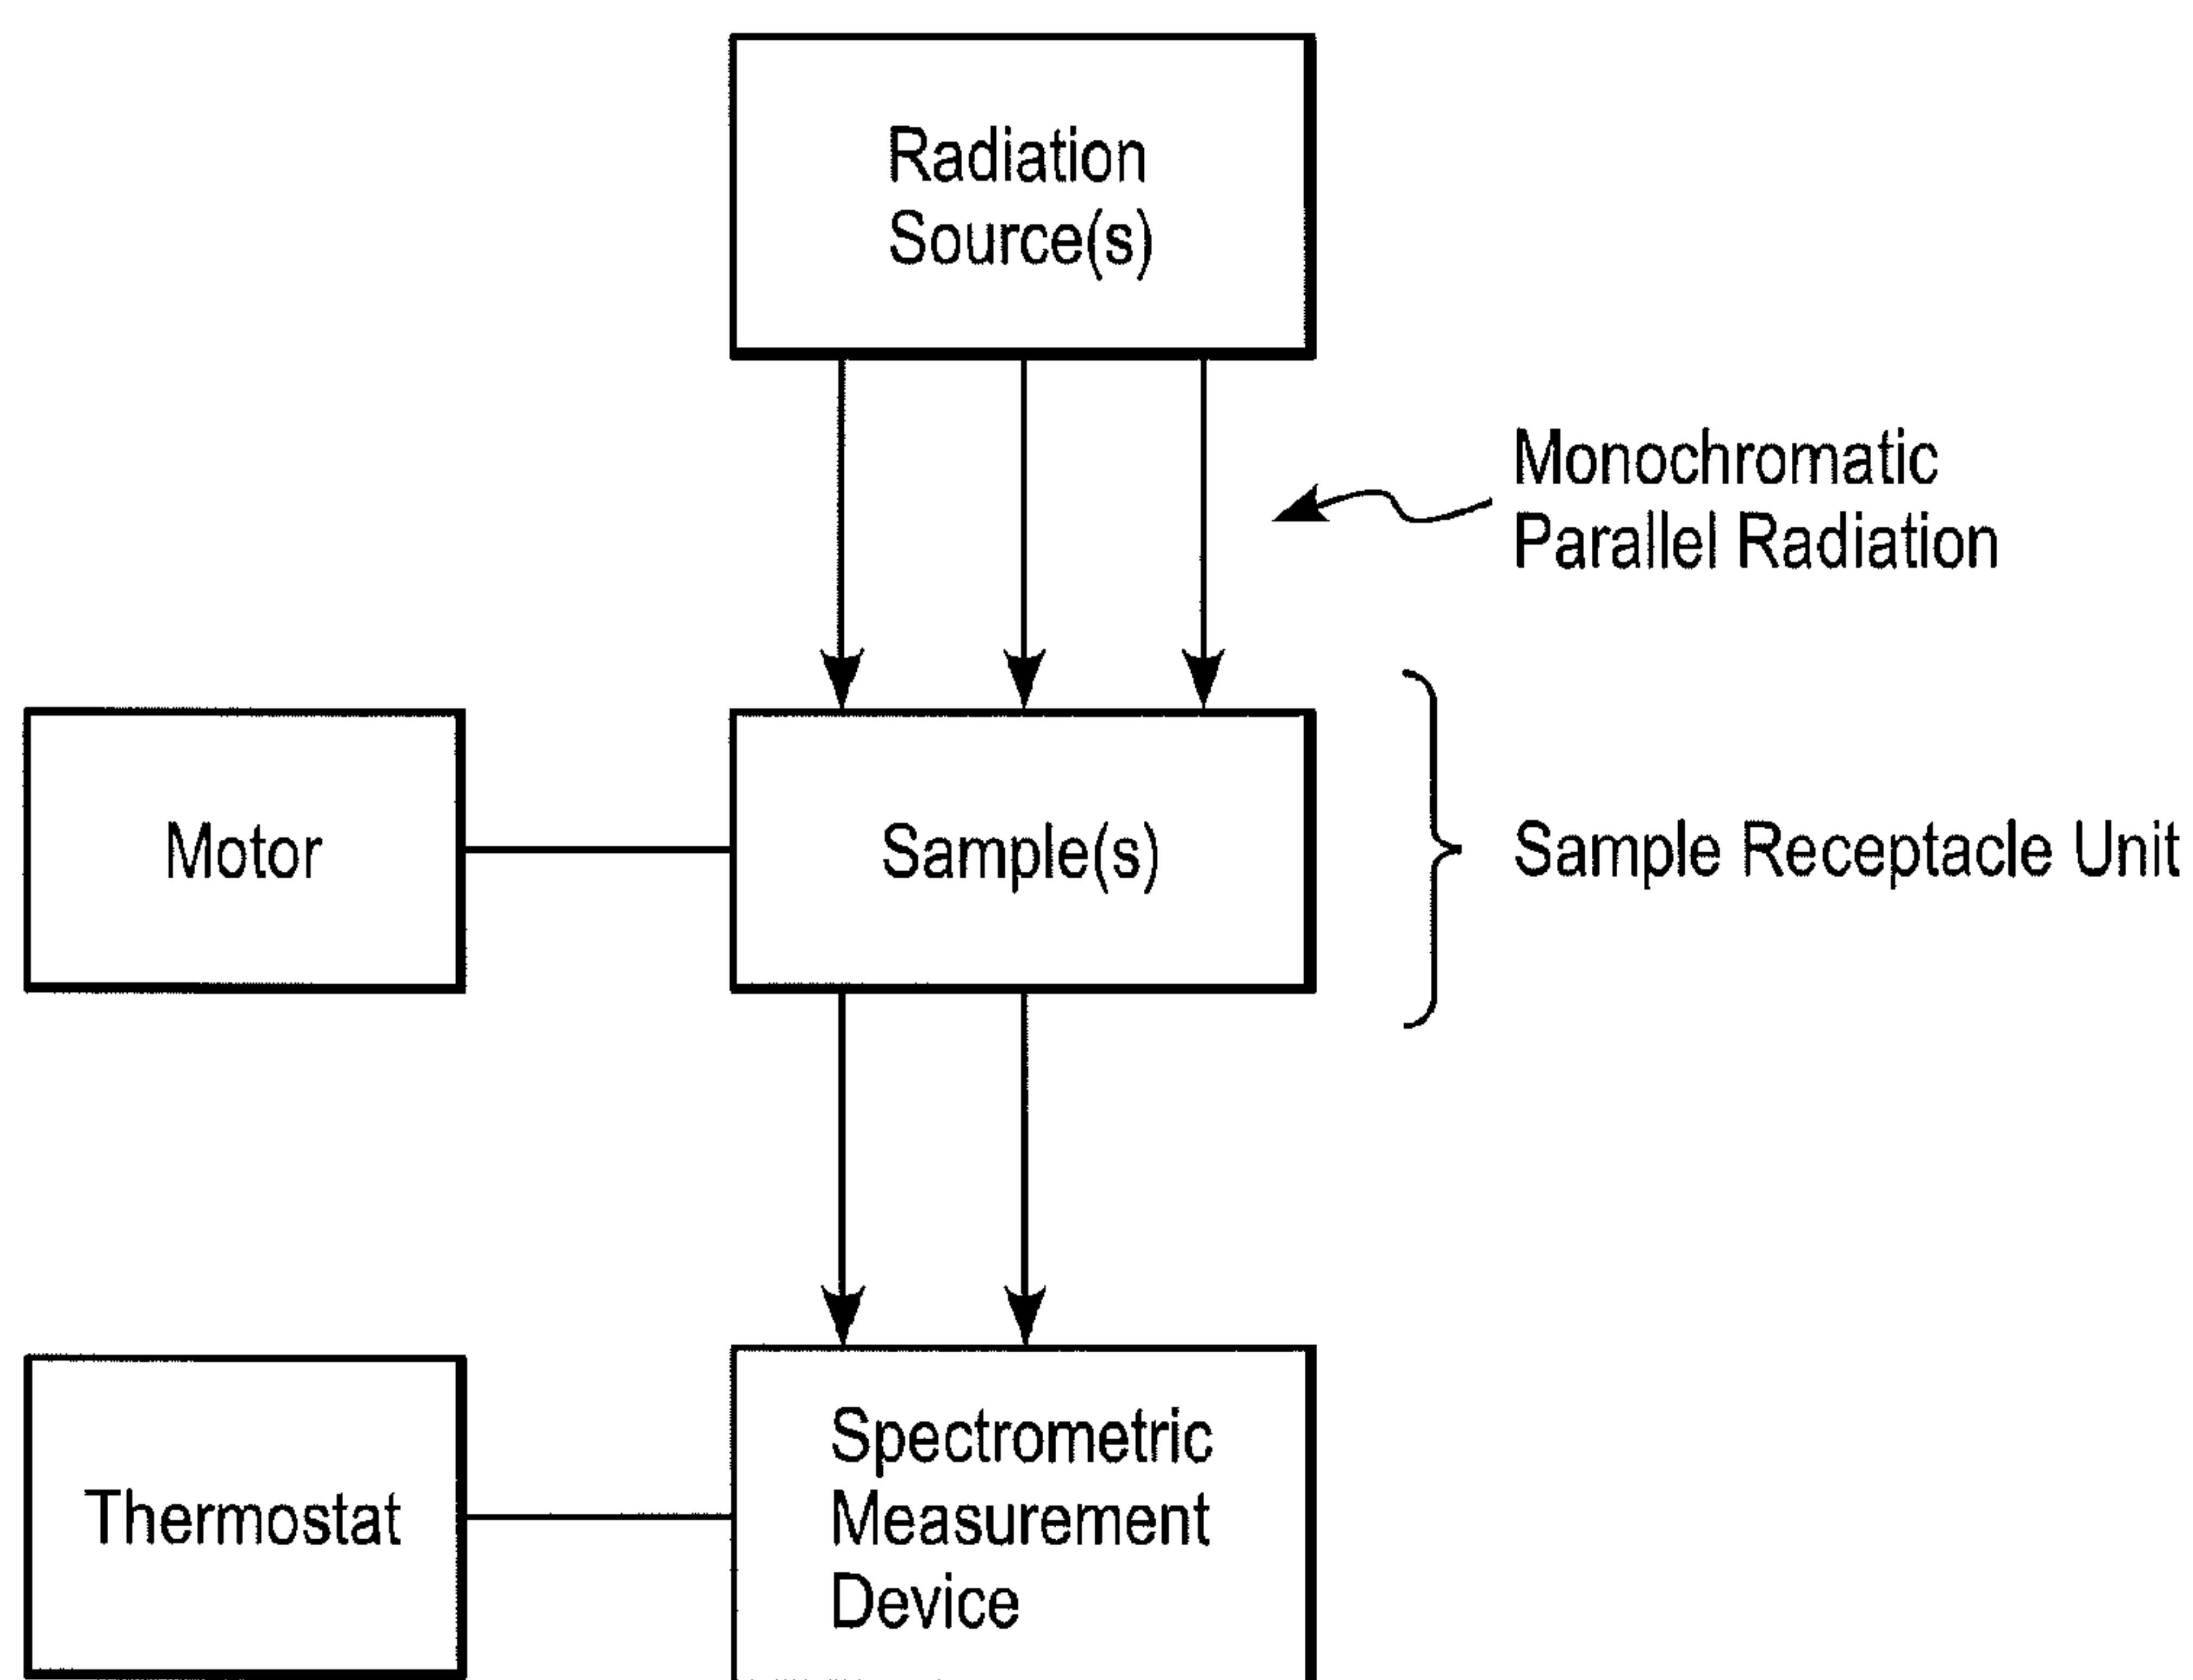 Radiation
Source(s)
Monochromatic
Parallel Radiation
Motor
Sample(s)
Sample Receptacle Unit
Thermostat
Spectrometric
Measurement
Device